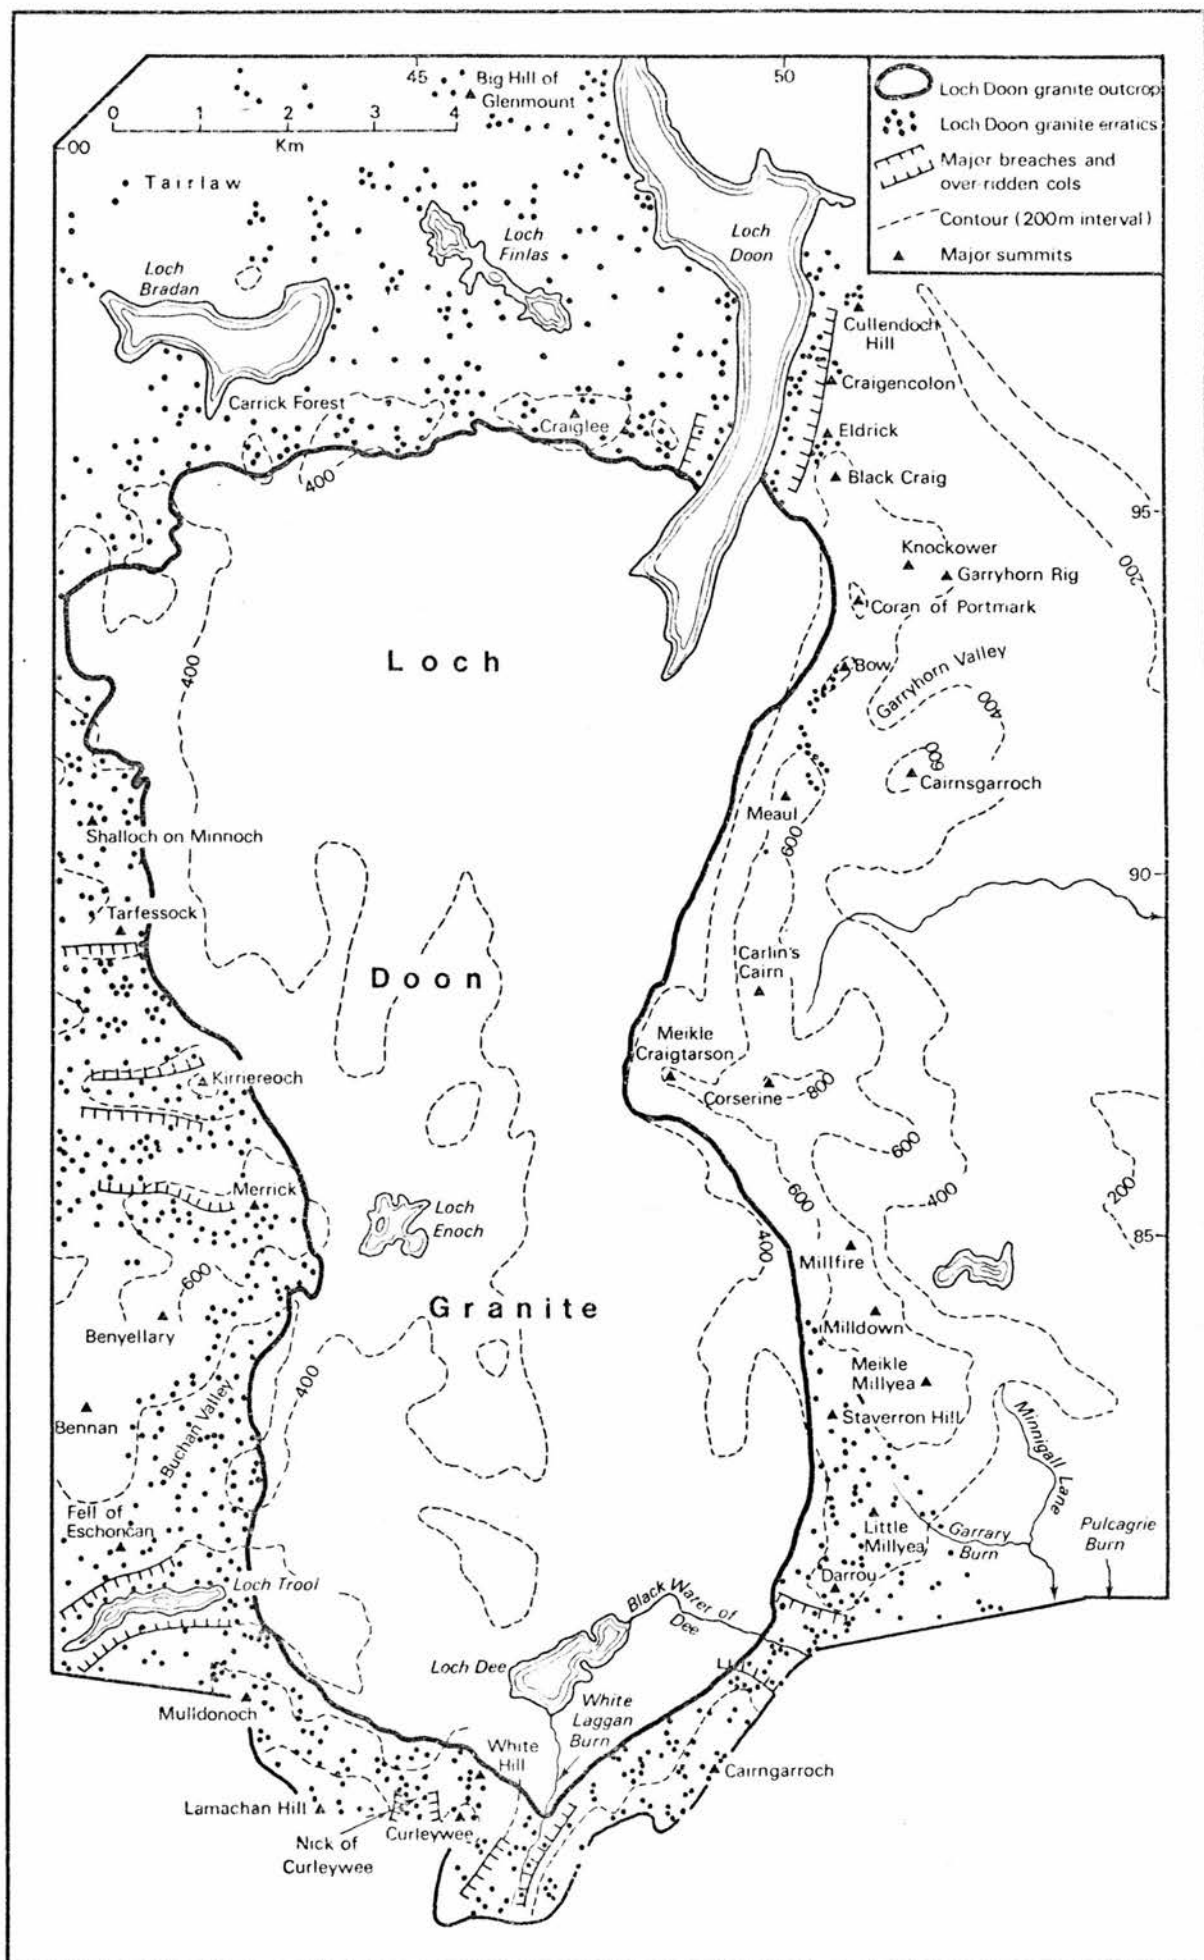 45
50
Big Hill of
Glenmount
0 1 2 3 4
Km
00
Tairlaw
Loch Doon granite outcrop
Loch Doon granite erratics
Major breaches and
over-ridden cols
Contour (200m interval)
Major summits
Loch
Finlas
Loch
Doon
Loch
Bradan
Cullendoch
Hill
Craigencolon
Carrick Forest
Craiglee
Eldrick
Black Craig
400
95
Knockower
Garryhorn Rig
200
Coran of Portmark
400
Loch
Bow
Garryhorn Valley
400
600
Cairnsgarroch
Meaul
600
Shalloch on Minnoch
90
Tarfessock
Carlin's
Cairn
Doon
Meikle
Craigtarson
Kirriereoch
Corserine
800
600
Merrick
600
400
200
Loch
Enoch
85
400
Millfire
600
Granite
Benyellary
Milldown
Meikle
Millyea
400
Bennan
Buchan Valley
Staverron Hill
Minnigall
Lane
Fell of
Eschoncan
Little
Millyea
Garrary
Burn
Pulcagrie
Burn
Loch Trool
Darrou
Black Water of
Dee
Loch Dee
White
Laggan
Burn
Mulldonoch
White
Hill
Cairngarroch
Lamachan Hill
Nick of
Curleywee
Curleywee